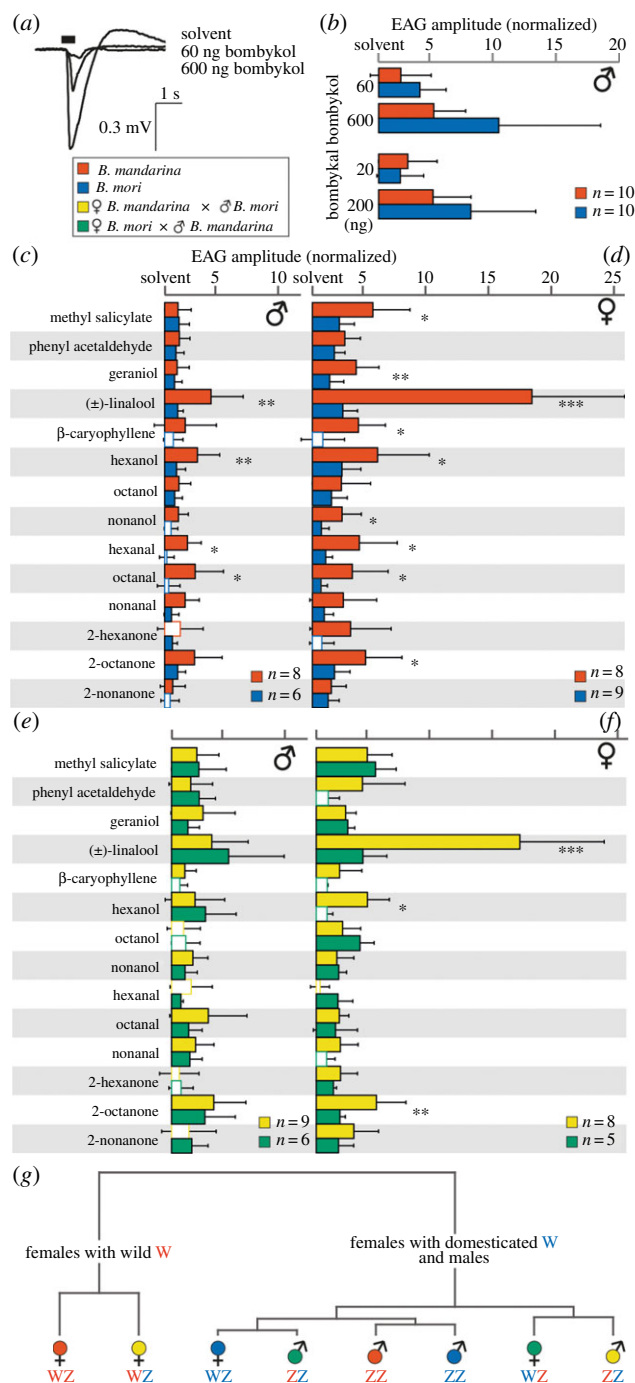 (a)
solvent
60 ng bombykol
600 ng bombykol
1 s
0.3 mV
B. mandarina
B. mori
♀ B. mandarina × ♂ B. mori
♀ B. mori × ♂ B. mandarina
(b)
EAG amplitude (normalized)
solvent 5 10 15 20
♂
bombykal bombykol
60
600
20
200
(ng)
n = 10
n = 10
EAG amplitude (normalized)
(c) solvent 5 10 solvent 5 10 15 20 25 (d)
♂ ♀
methyl salicylate *
phenyl acetaldehyde
geraniol **
(±)-linalool ** ***
β-caryophyllene *
hexanol ** *
octanol
nonanol *
hexanal * *
octanal * *
nonanal
2-hexanone
2-octanone *
2-nonanone
n = 8 n = 8
n = 6 n = 9
(e) (f)
♂ ♀
methyl salicylate
phenyl acetaldehyde
geraniol
(±)-linalool ***
β-caryophyllene
hexanol *
octanol
nonanol
hexanal
octanal
nonanal
2-hexanone
2-octanone **
2-nonanone
n = 9 n = 8
n = 6 n = 5
(g)
females with wild W
females with domesticated W
and males
♀ ♀ ♀ ♂ ♂ ♂ ♀ ♂
WZ WZ WZ ZZ ZZ ZZ WZ ZZ